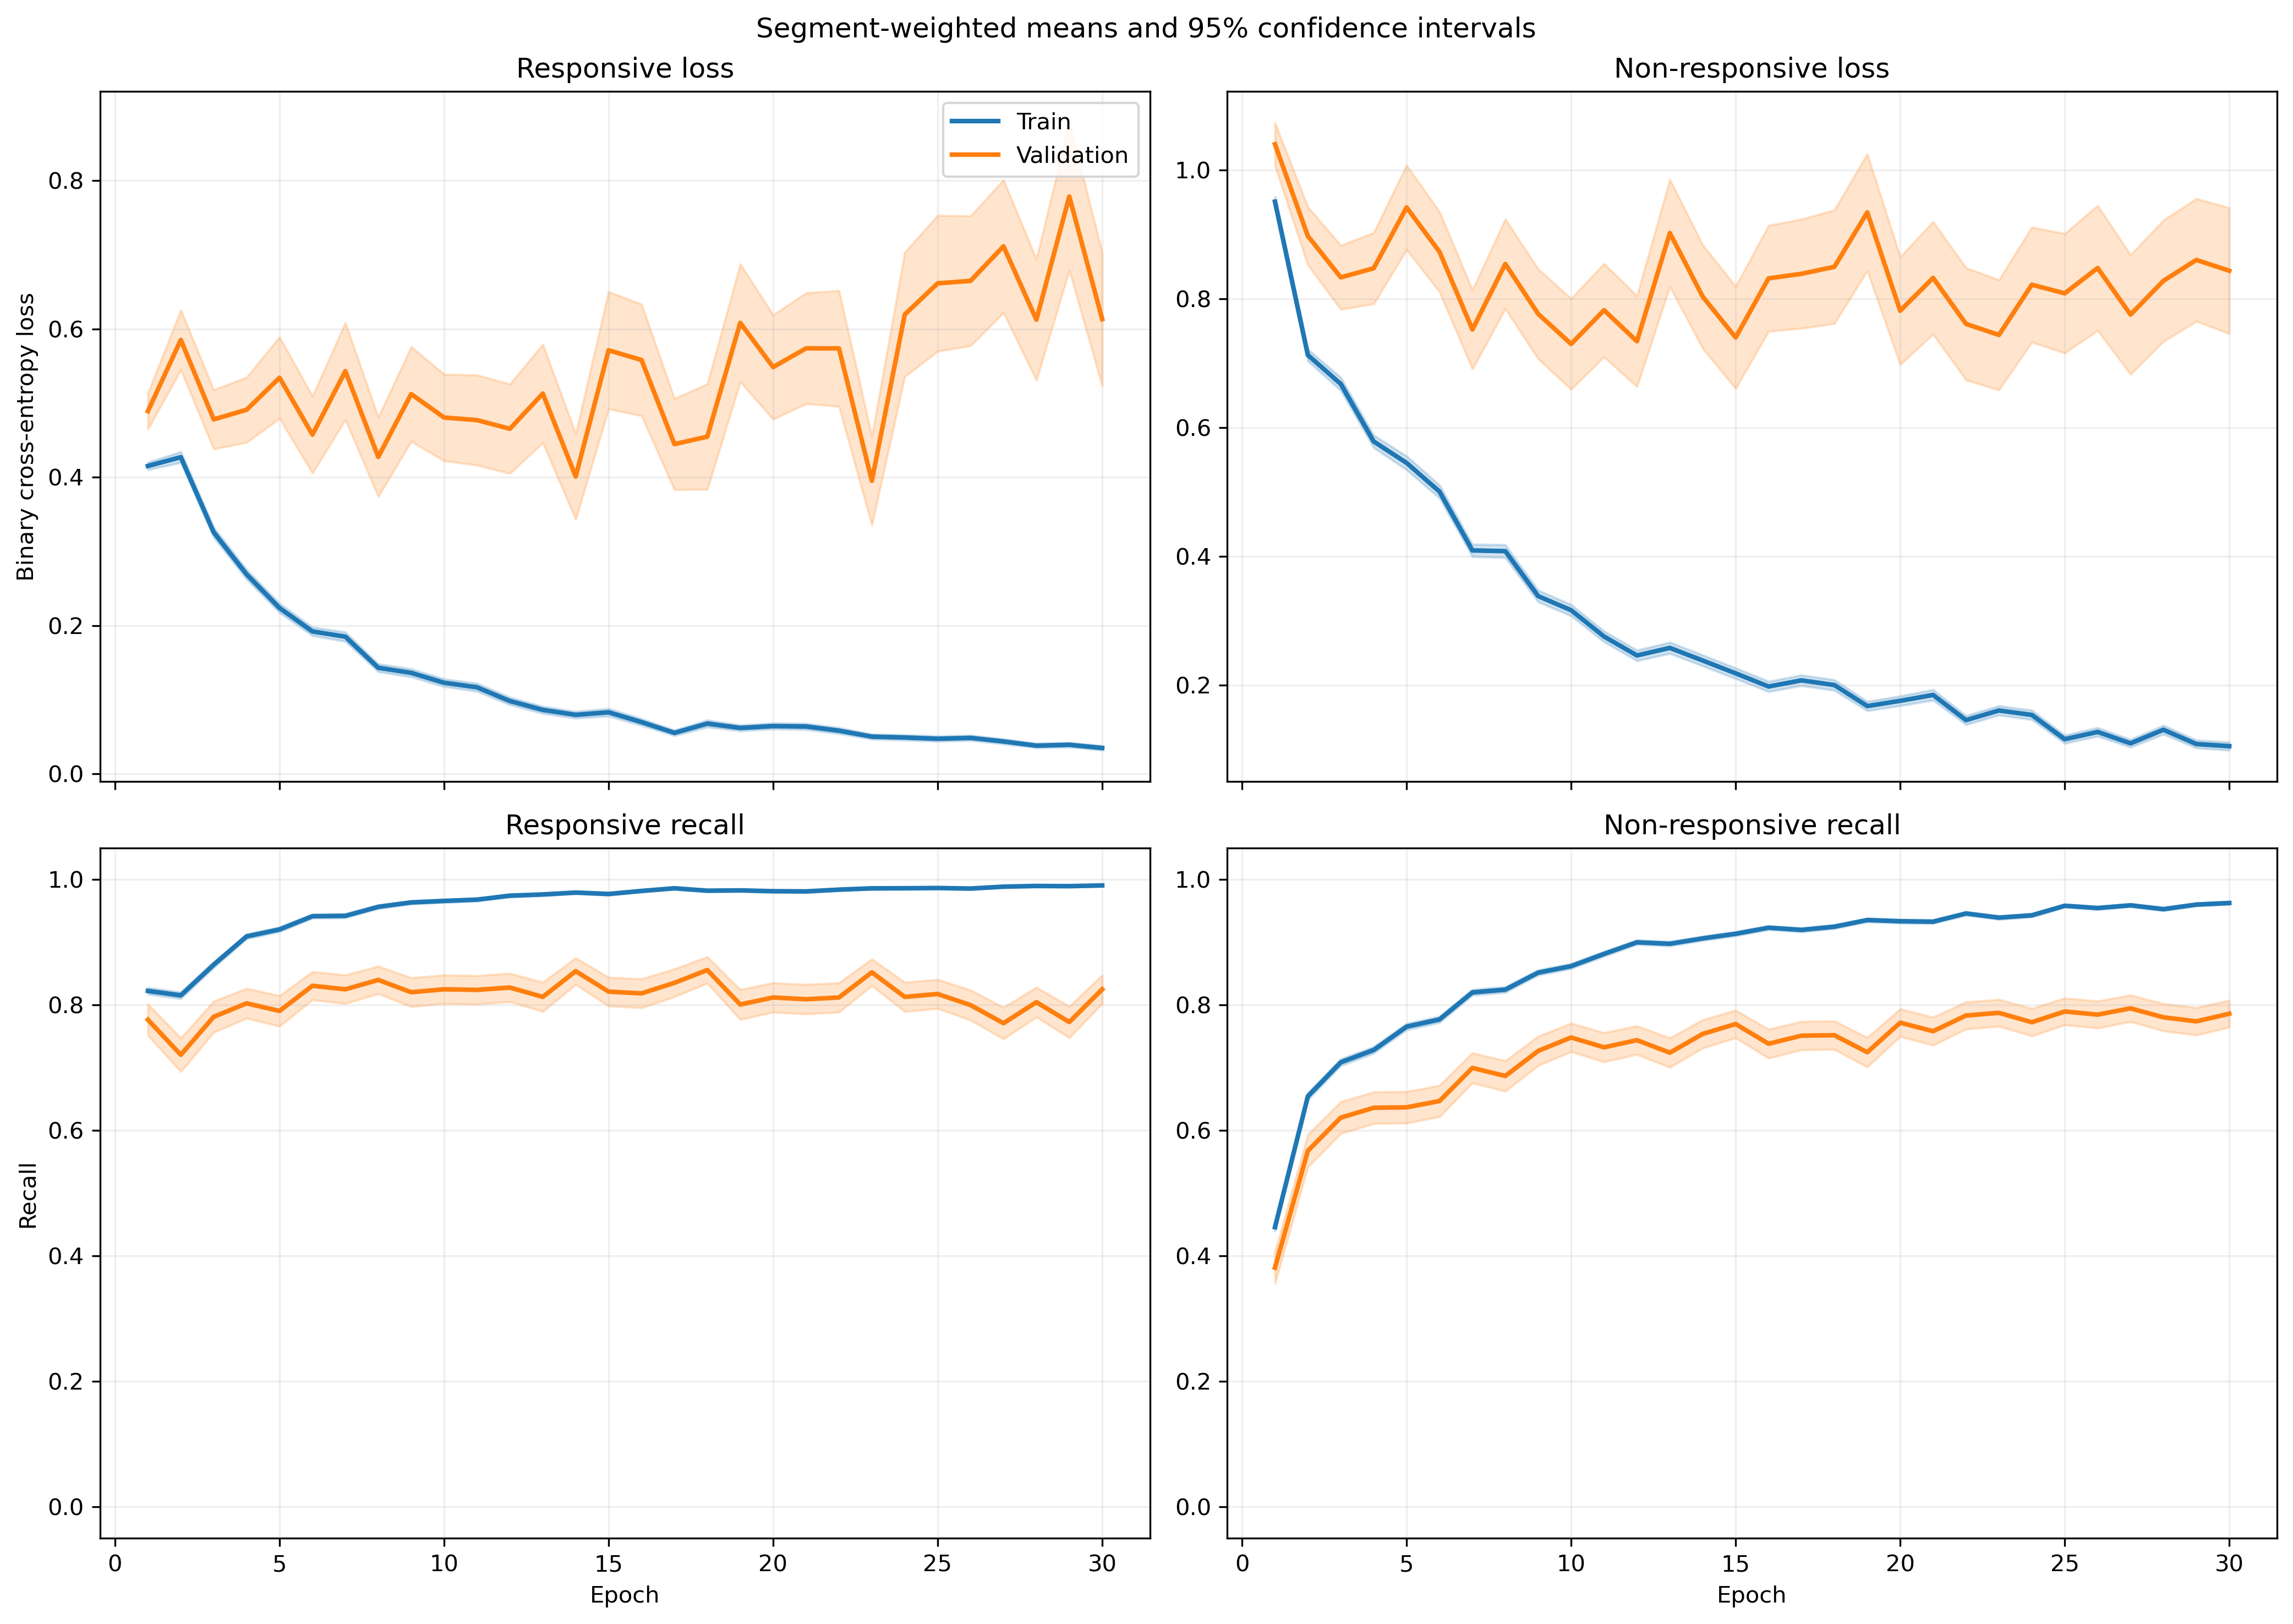 Segment-weighted means and 95% confidence intervals
Responsive loss
Non-responsive loss
Train
Validation
Binary cross-entropy loss
0.8
0.6
0.4
0.2
0.0
1.0
0.8
0.6
0.4
0.2
Responsive recall
Non-responsive recall
Recall
1.0
0.8
0.6
0.4
0.2
0.0
0 5 10 15 20 25 30
Epoch
1.0
0.8
0.6
0.4
0.2
0.0
0 5 10 15 20 25 30
Epoch